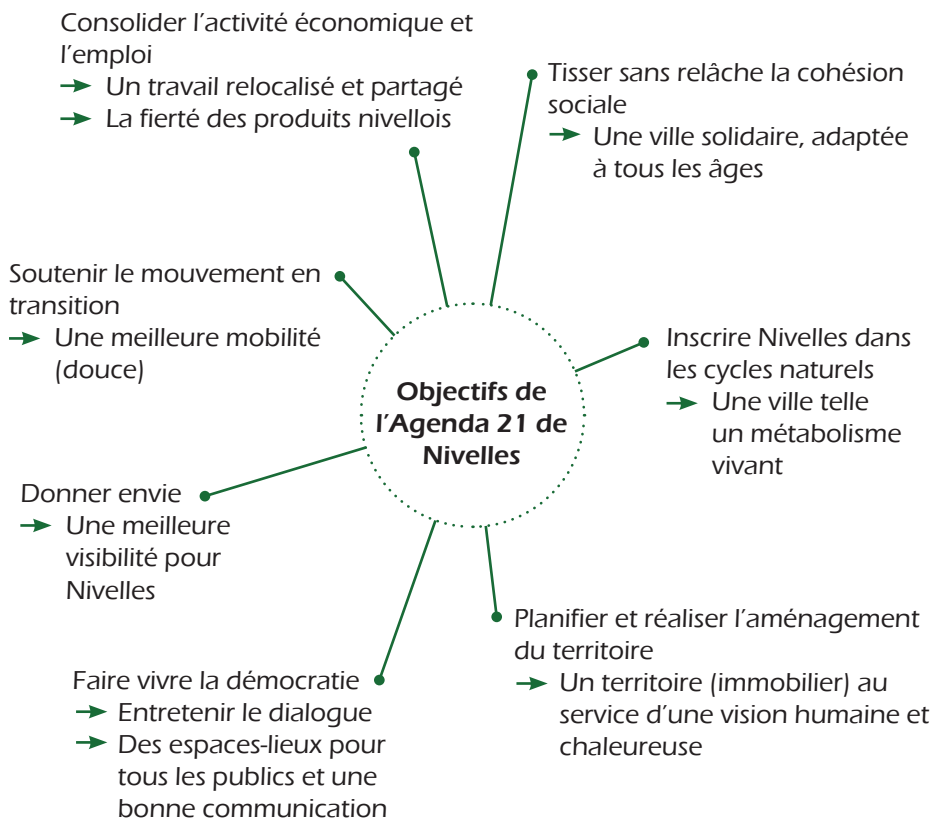 Consolider l'activité économique et
l'emploi
➔ Un travail relocalisé et partagé
➔ La fierté des produits nivellois
Tisser sans relâche la cohésion
sociale
➔ Une ville solidaire, adaptée
à tous les âges
Soutenir le mouvement en
transition
➔ Une meilleure mobilité
(douce)
Inscrire Nivelles dans
les cycles naturels
➔ Une ville telle
un métabolisme
vivant
Objectifs de
l'Agenda 21 de
Nivelles
Donner envie
➔ Une meilleure
visibilité pour
Nivelles
Planifier et réaliser l'aménagement
du territoire
➔ Un territoire (immobilier) au
service d'une vision humaine et
chaleureuse
Faire vivre la démocratie
➔ Entretenir le dialogue
➔ Des espaces-lieux pour
tous les publics et une
bonne communication